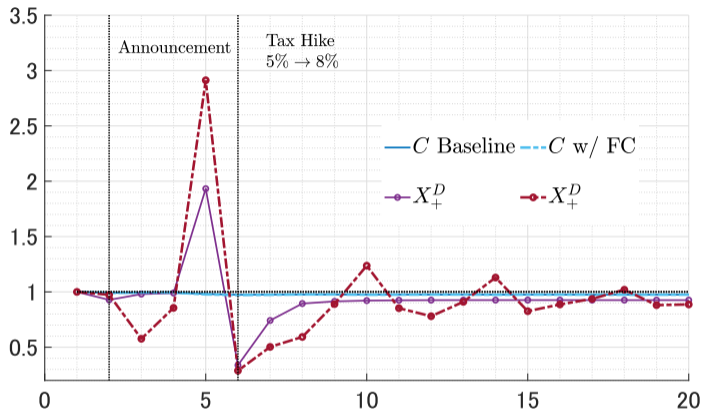 3.5
3
2.5
2
1.5
1
0.5
0 5 10 15 20
Announcement
Tax Hike
5% → 8%
C Baseline C w/ FC
X₊ᴰ X₊ᴰ